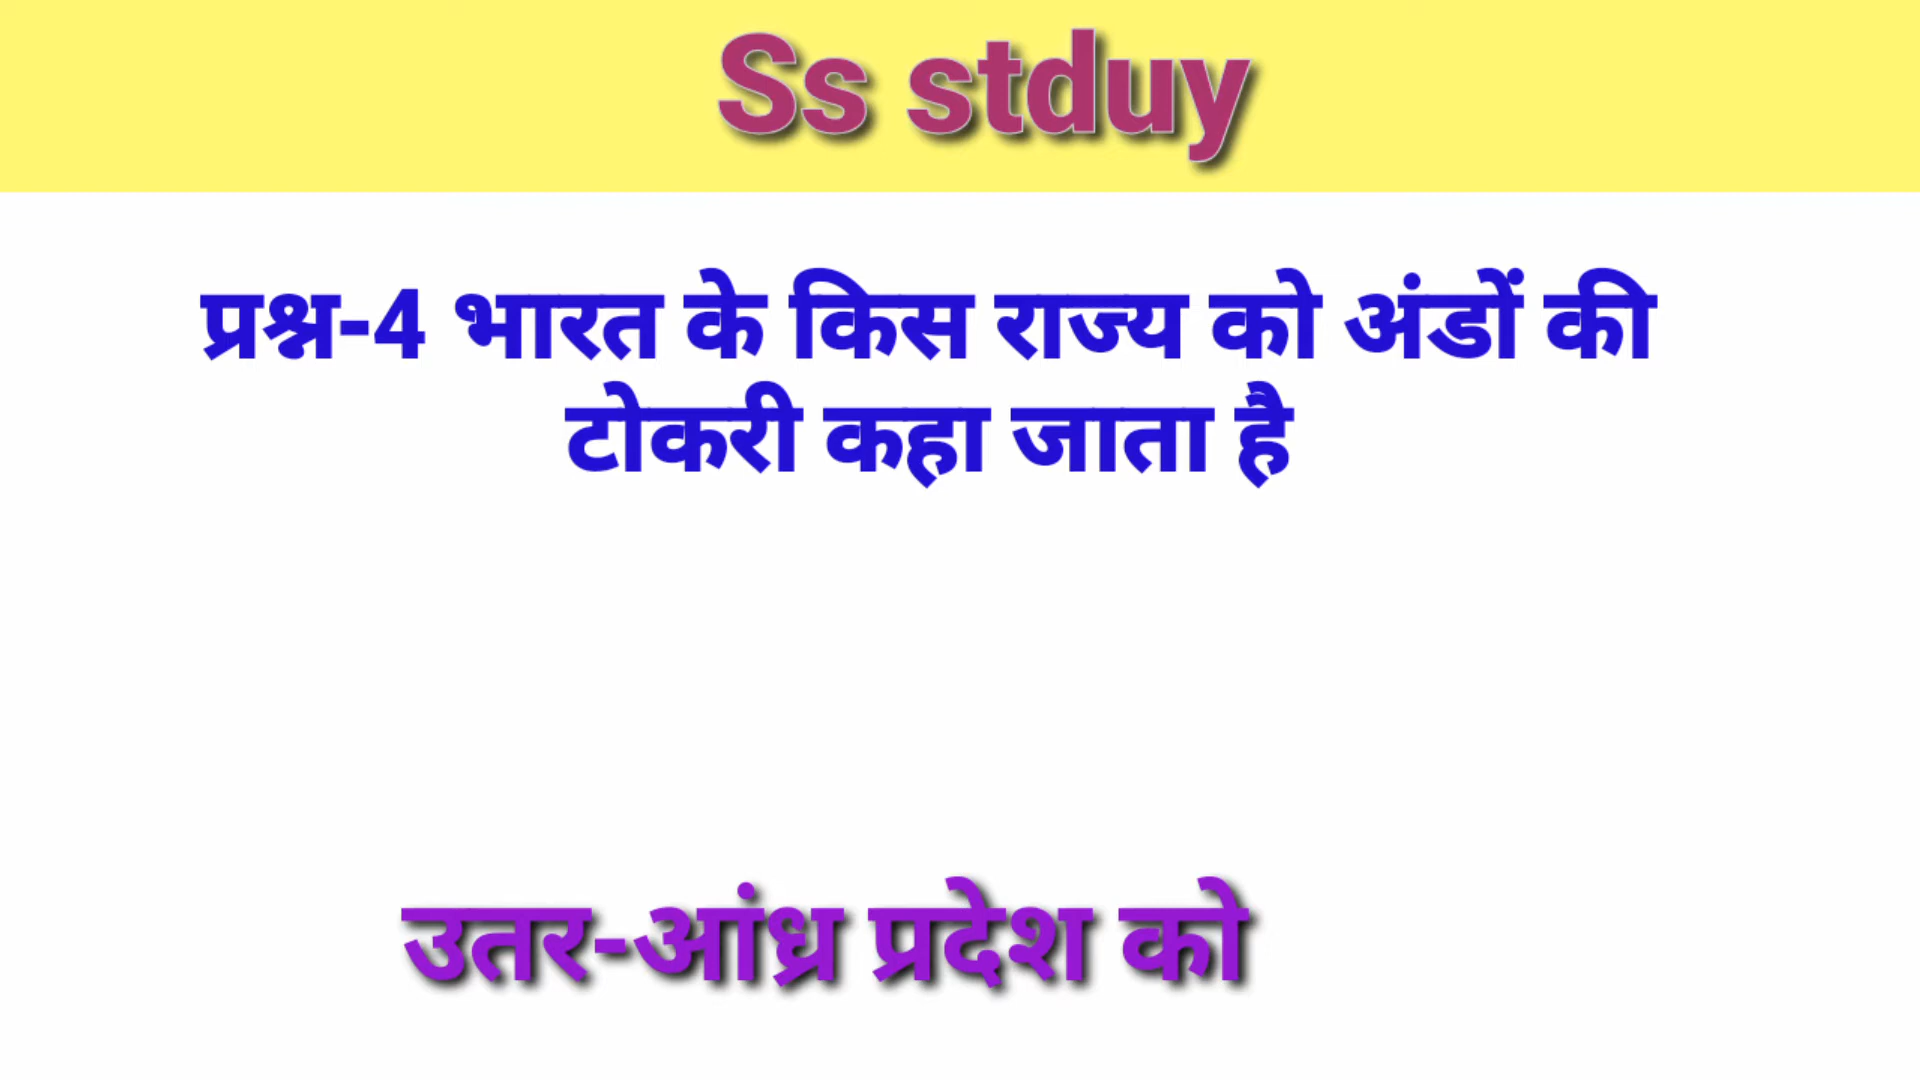 Ss stduy
प्रश्न-4 भारत के किस राज्य को अंडों की
टोकरी कहा जाता है
उतर-आंध्र प्रदेश को